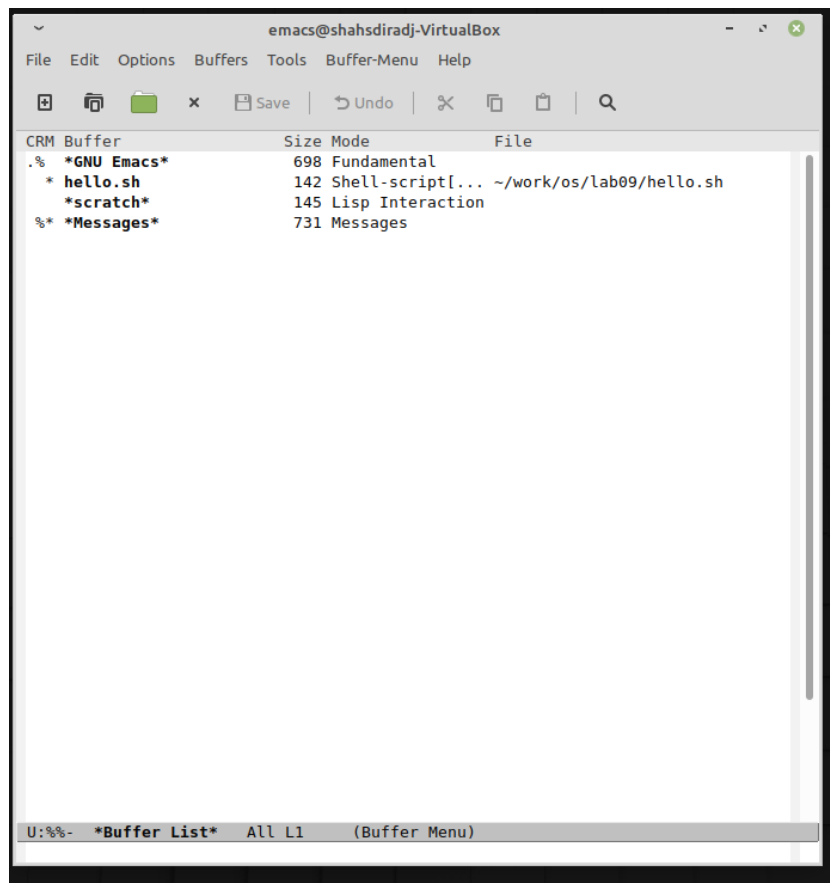 emacs@shahsdiradj-VirtualBox
File Edit Options Buffers Tools Buffer-Menu Help
Save Undo
CRM Buffer Size Mode File
.% *GNU Emacs* 698 Fundamental
* hello.sh 142 Shell-script[... ~/work/os/lab09/hello.sh
*scratch* 145 Lisp Interaction
%* *Messages* 731 Messages
U:%%- *Buffer List* All L1 (Buffer Menu)